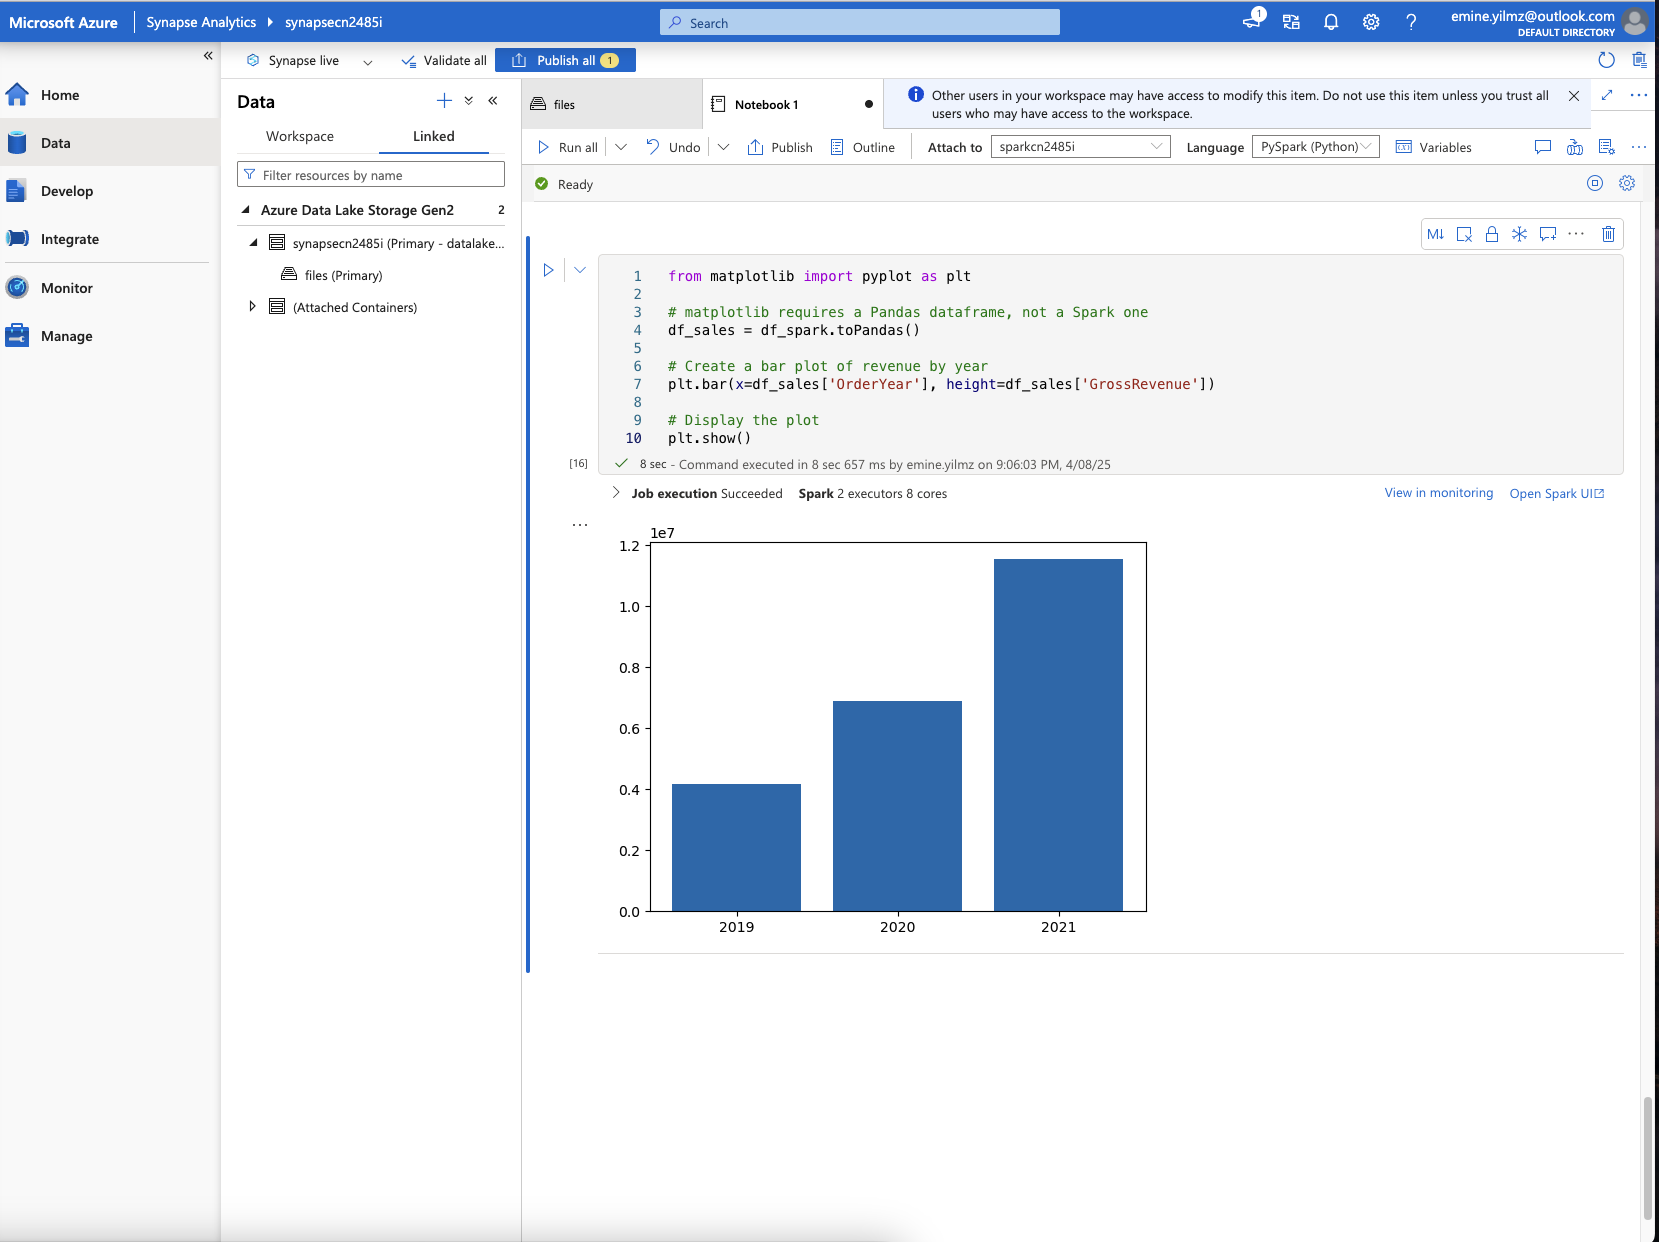 Microsoft Azure
Synapse Analytics
synapsecn2485i
Search
1
emine.yilmz@outlook.com
DEFAULT DIRECTORY
Synapse live
Validate all
Publish all 1
Home
Data
Develop
Integrate
Monitor
Manage
Data
Workspace
Linked
Filter resources by name
Azure Data Lake Storage Gen2 2
synapsecn2485i (Primary - datalake...
files (Primary)
(Attached Containers)
files
Notebook 1
Other users in your workspace may have access to modify this item. Do not use this item unless you trust all
users who may have access to the workspace.
Run all
Undo
Publish
Outline
Attach to
sparkcn2485i
Language
PySpark (Python)
Variables
Ready
M↓
1 from matplotlib import pyplot as plt
2
3 # matplotlib requires a Pandas dataframe, not a Spark one
4 df_sales = df_spark.toPandas()
5
6 # Create a bar plot of revenue by year
7 plt.bar(x=df_sales['OrderYear'], height=df_sales['GrossRevenue'])
8
9 # Display the plot
10 plt.show()
[16]
8 sec - Command executed in 8 sec 657 ms by emine.yilmz on 9:06:03 PM, 4/08/25
Job execution Succeeded Spark 2 executors 8 cores
View in monitoring
Open Spark UI
1e7
1.2
1.0
0.8
0.6
0.4
0.2
0.0
2019 2020 2021